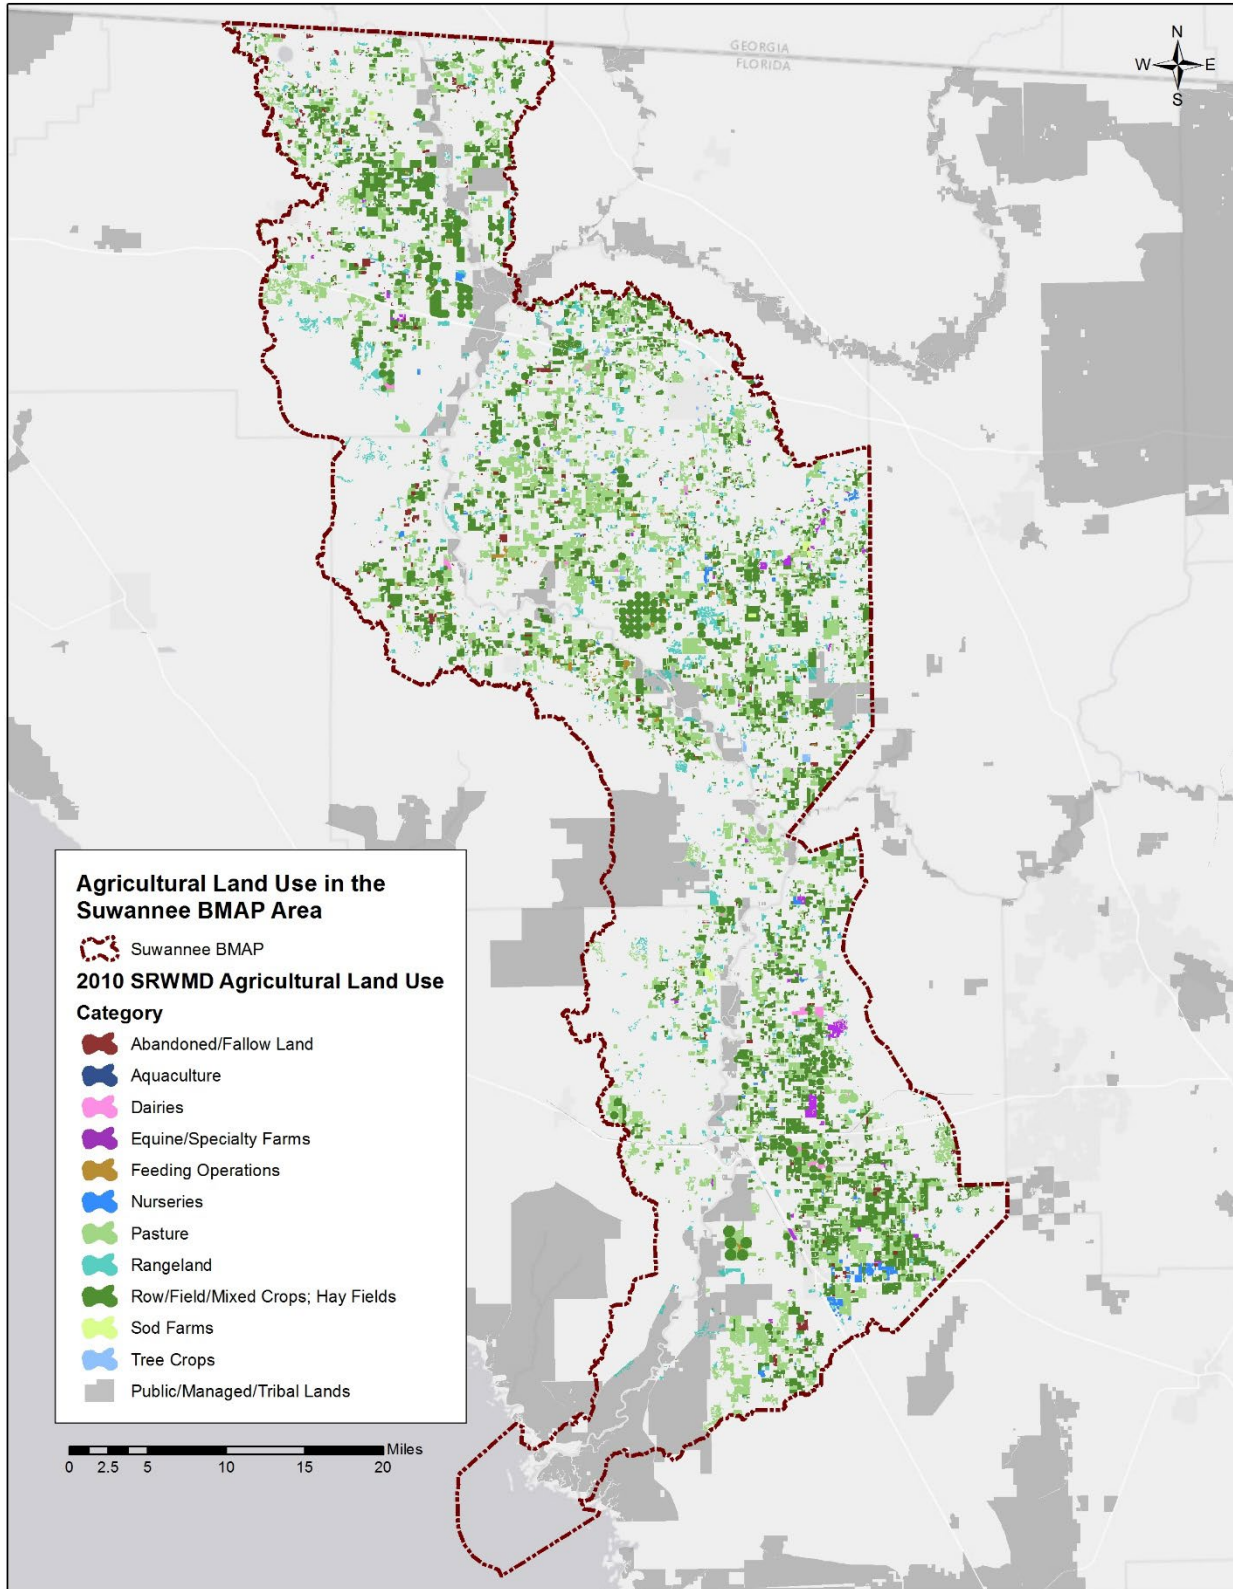 GEORGIA
FLORIDA
N
W E
S
Agricultural Land Use in the
Suwannee BMAP Area
Suwannee BMAP
2010 SRWMD Agricultural Land Use
Category
Abandoned/Fallow Land
Aquaculture
Dairies
Equine/Specialty Farms
Feeding Operations
Nurseries
Pasture
Rangeland
Row/Field/Mixed Crops; Hay Fields
Sod Farms
Tree Crops
Public/Managed/Tribal Lands
Miles
0 2.5 5 10 15 20